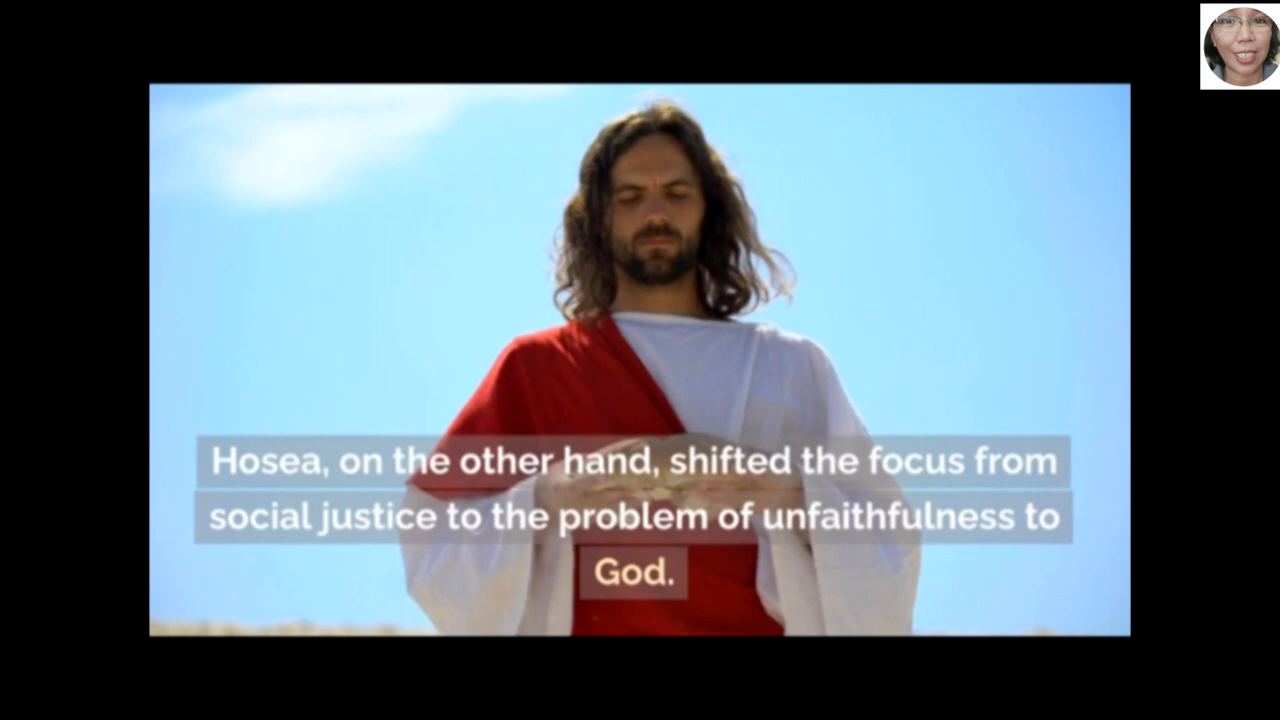 Hosea, on the other hand, shifted the focus from
social justice to the problem of unfaithfulness to
God.